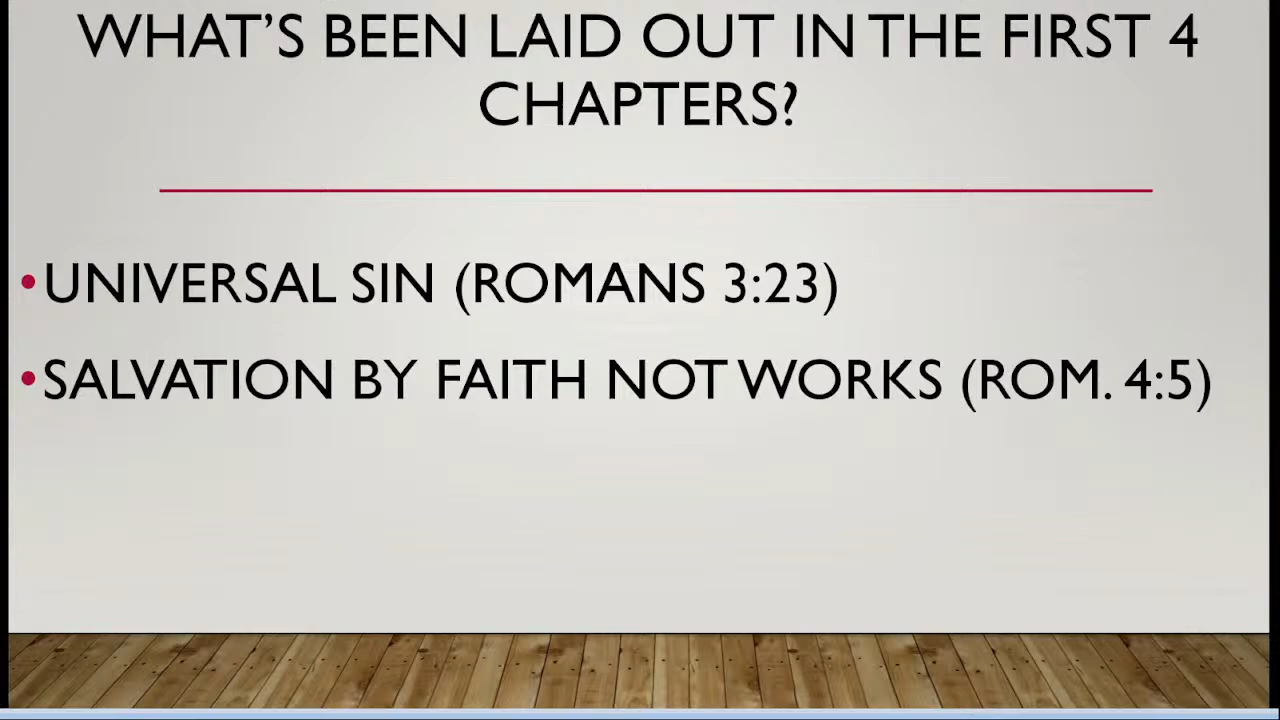 WHAT'S BEEN LAID OUT IN THE FIRST 4
CHAPTERS?
•UNIVERSAL SIN (ROMANS 3:23)
•SALVATION BY FAITH NOT WORKS (ROM. 4:5)